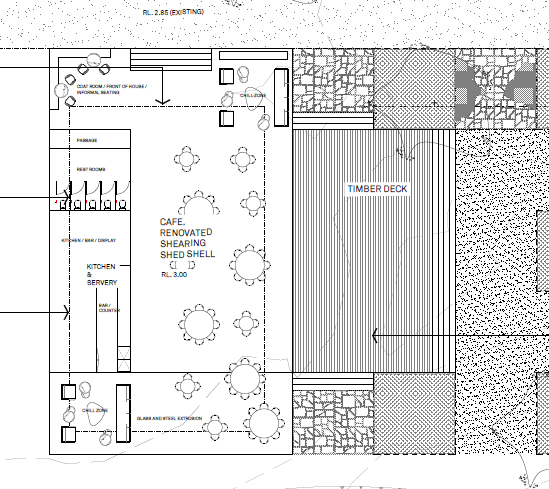 RL. 2.85 (EXISTING)
COAT ROOM / FRONT OF HOUSE /
INFORMAL SEATING
CHILL ZONE
PASSAGE
REST ROOMS
TIMBER DECK
CAFE.
RENOVATED
SHEARING
SHED SHELL
RL. 3.00
KITCHEN / BAR / DISPLAY
KITCHEN
&
SERVERY
BAR /
COUNTER
CHILL ZONE
GLASS AND STEEL EXTRUSION